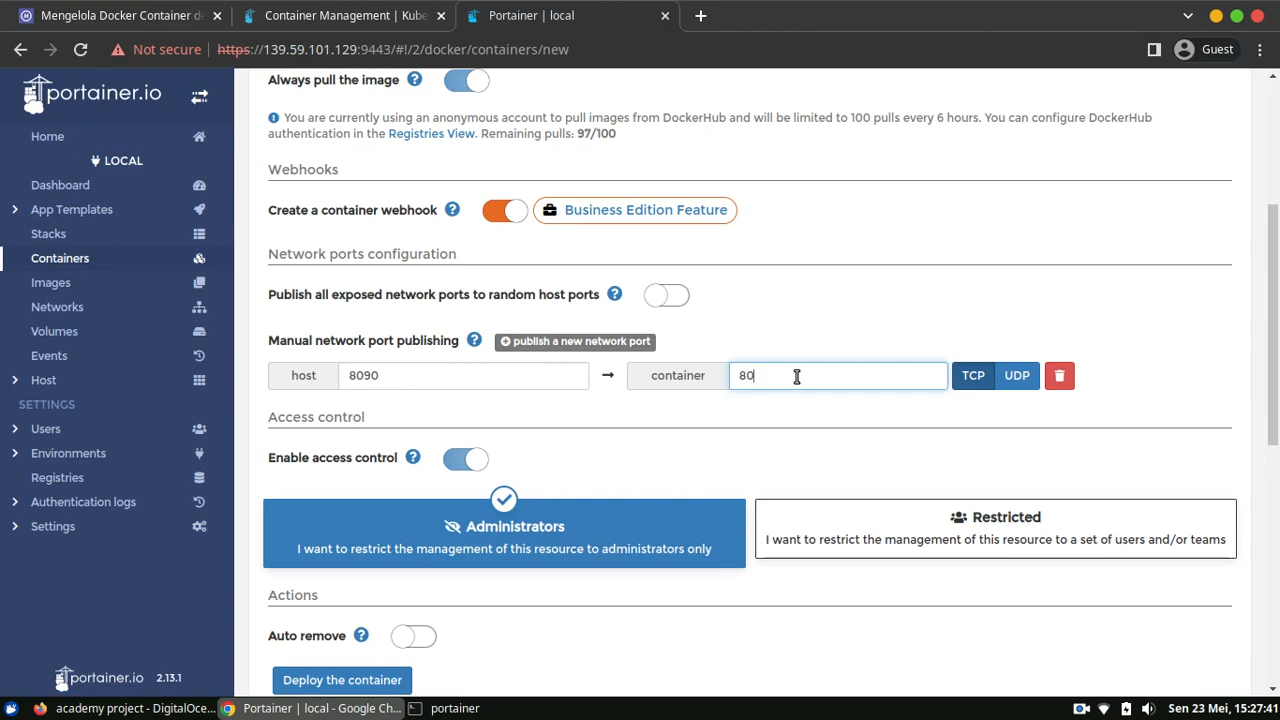 Mengelola Docker Container de
Container Management | Kube
Portainer | local
Not secure
https://139.59.101.129:9443/#!/2/docker/containers/new
Guest
portainer.io
Home
LOCAL
Dashboard
App Templates
Stacks
Containers
Images
Networks
Volumes
Events
Host
SETTINGS
Users
Environments
Registries
Authentication logs
Settings
portainer.io 2.13.1
Always pull the image
You are currently using an anonymous account to pull images from DockerHub and will be limited to 100 pulls every 6 hours. You can configure DockerHub
authentication in the Registries View. Remaining pulls: 97/100
Webhooks
Create a container webhook
Business Edition Feature
Network ports configuration
Publish all exposed network ports to random host ports
Manual network port publishing
publish a new network port
host 8090 → container 80 TCP UDP
Access control
Enable access control
Administrators
I want to restrict the management of this resource to administrators only
Restricted
I want to restrict the management of this resource to a set of users and/or teams
Actions
Auto remove
Deploy the container
academy project - DigitalOce...
Portainer | local - Google Ch...
portainer
Sen 23 Mei, 15:27:41